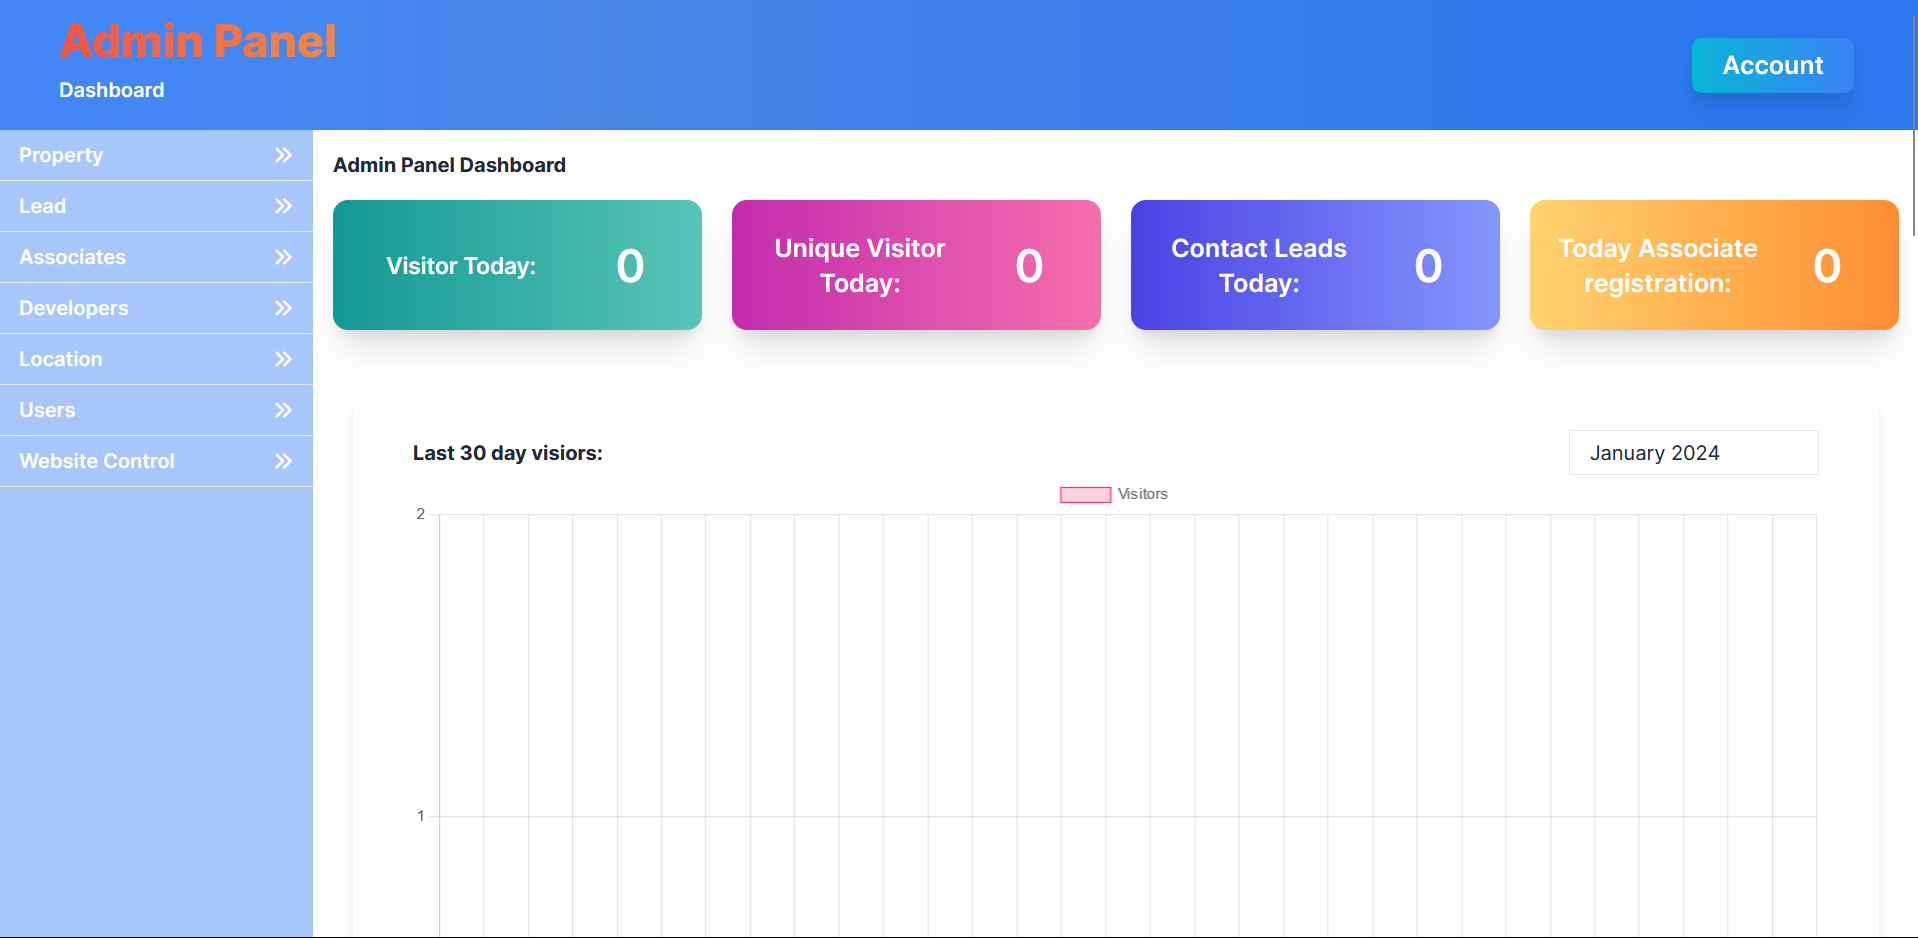 Admin Panel
Dashboard
Account
Property
Lead
Associates
Developers
Location
Users
Website Control
Admin Panel Dashboard
Visitor Today:
0
Unique Visitor
Today:
0
Contact Leads
Today:
0
Today Associate
registration:
0
Last 30 day visiors:
January 2024
Visitors
2
1